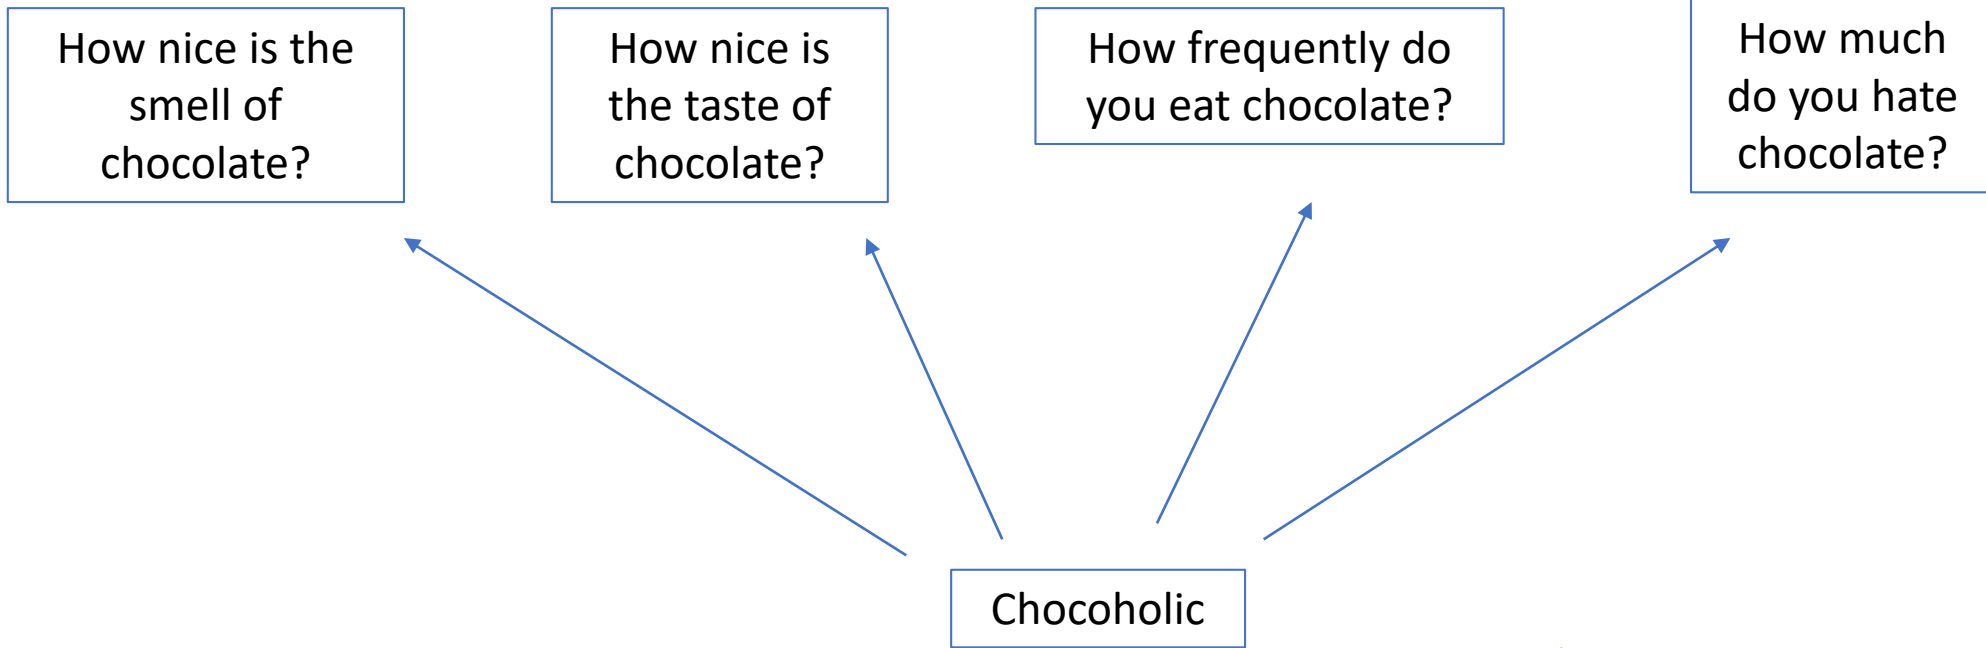 How nice is the
smell of
chocolate?
How nice is
the taste of
chocolate?
How frequently do
you eat chocolate?
How much
do you hate
chocolate?
Chocoholic